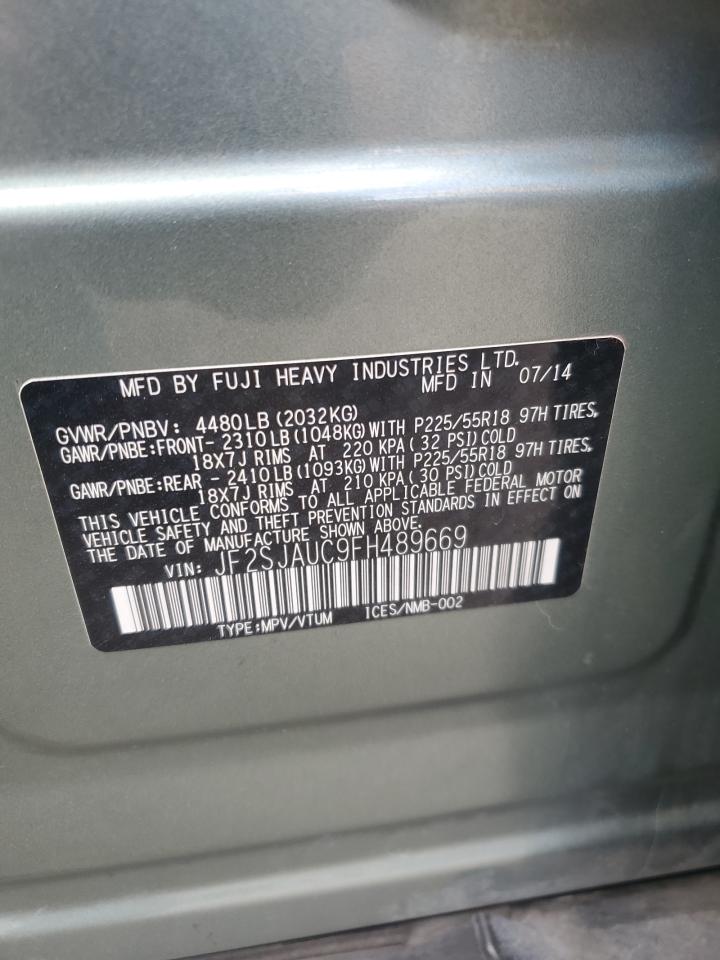 MFD BY FUJI HEAVY INDUSTRIES LTD.
MFD IN 07/14
GVWR/PNBV: 4480LB (2032KG)
GAWR/PNBE:FRONT- 2310LB (1048KG) WITH P225/55R18 97H TIRES,
18X7J RIMS AT 220 KPA (32 PSI) COLD
GAWR/PNBE:REAR - 2410LB (1093KG) WITH P225/55R18 97H TIRES,
18X7J RIMS AT 210 KPA (30 PSI) COLD
THIS VEHICLE CONFORMS TO ALL APPLICABLE FEDERAL MOTOR
VEHICLE SAFETY AND THEFT PREVENTION STANDARDS IN EFFECT ON
THE DATE OF MANUFACTURE SHOWN ABOVE.
VIN: JF2SJAUC9FH489669
TYPE:MPV/VTUM ICES/NMB-002